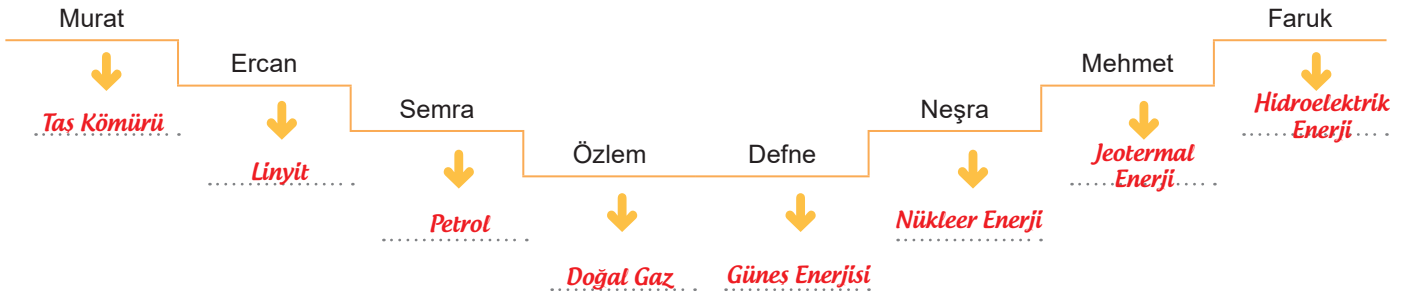 Murat
Ercan
Semra
Özlem
Defne
Neşra
Mehmet
Faruk
Taş Kömürü
Linyit
Petrol
Doğal Gaz
Güneş Enerjisi
Nükleer Enerji
Jeotermal
Enerji
Hidroelektrik
Enerji